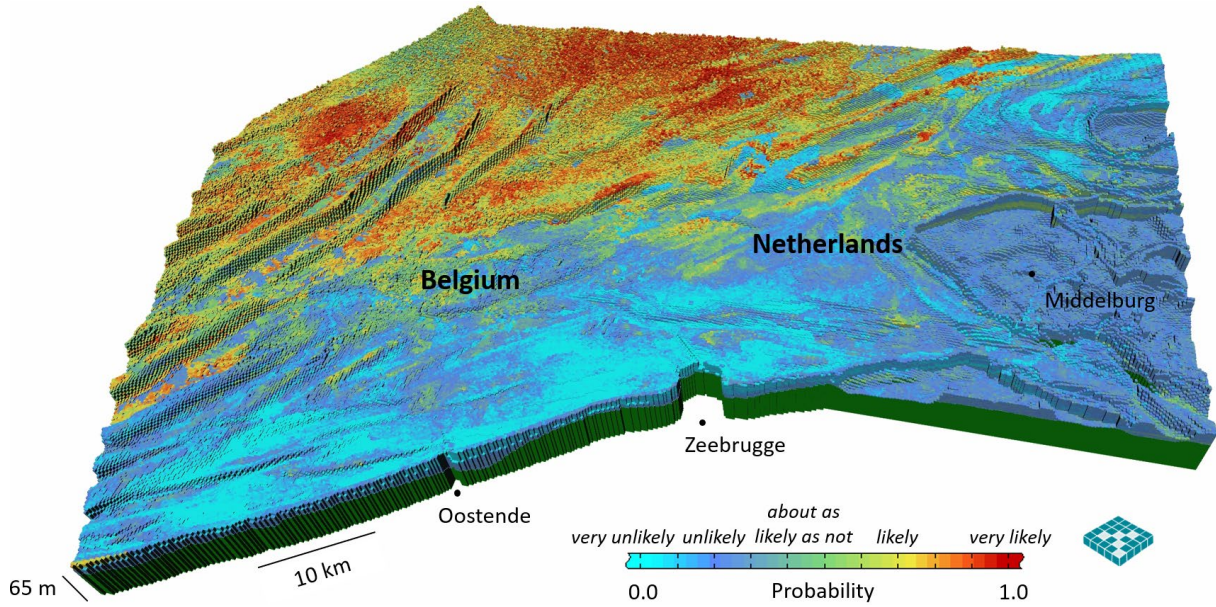 Netherlands
Belgium
Middelburg
Zeebrugge
Oostende
10 km
65 m
about as
very unlikely unlikely likely as not likely very likely
0.0 Probability 1.0